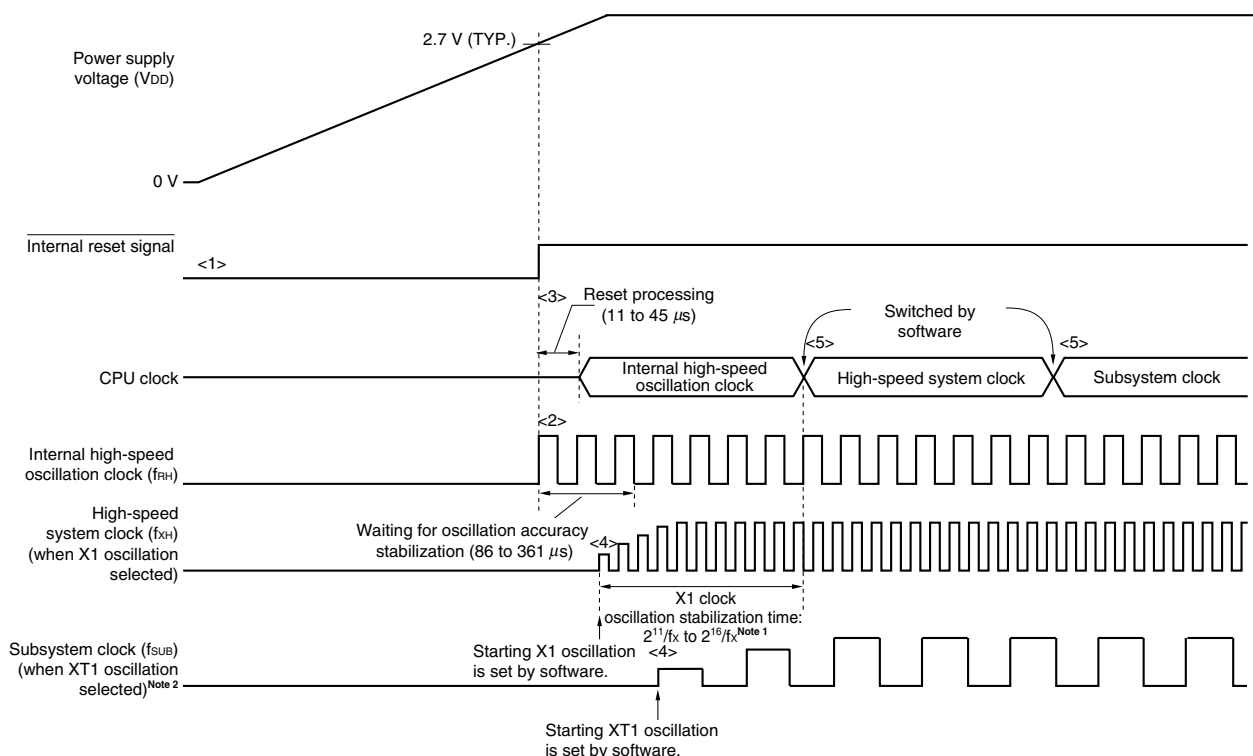 2.7 V (TYP.)
Power supply
voltage (VDD)
0 V
Internal reset signal
<1>
<3>
Reset processing
(11 to 45 μs)
Switched by
software
<5>
<5>
CPU clock
Internal high-speed
oscillation clock
High-speed system clock
Subsystem clock
<2>
Internal high-speed
oscillation clock (fRH)
High-speed
system clock (fXH)
(when X1 oscillation
selected)
Waiting for oscillation accuracy
stabilization (86 to 361 μs)
<4>
X1 clock
oscillation stabilization time:
2¹¹/fX to 2¹⁶/fX Note 1
Starting X1 oscillation
is set by software.
<4>
Subsystem clock (fSUB)
(when XT1 oscillation
selected) Note 2
Starting XT1 oscillation
is set by software.